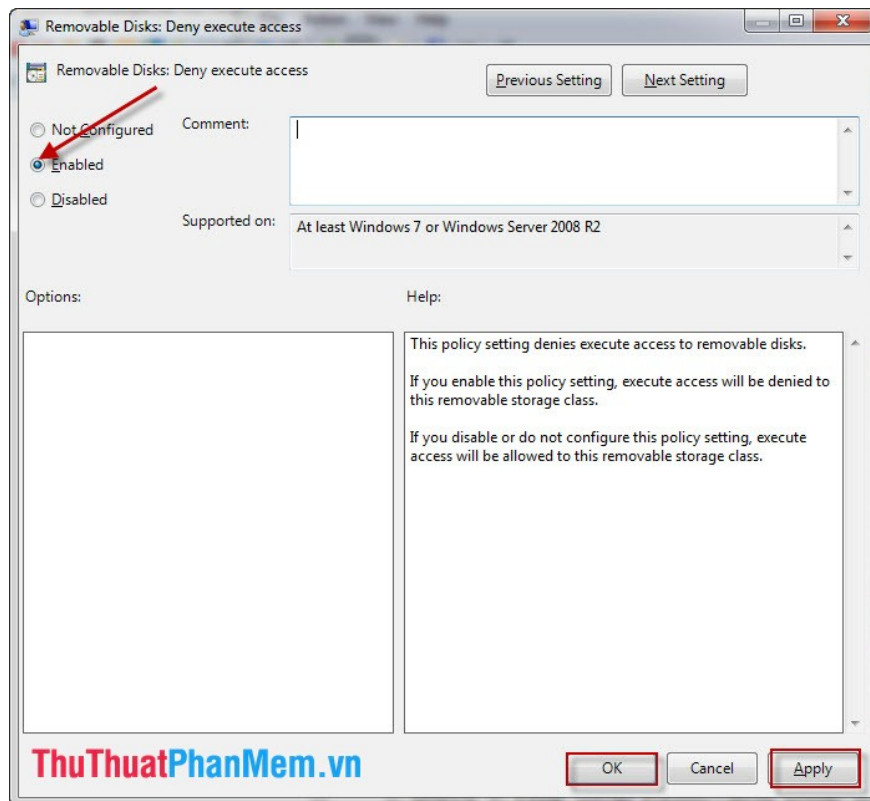 Removable Disks: Deny execute access
Removable Disks: Deny execute access
Previous Setting
Next Setting
Not Configured
Comment:
Enabled
Disabled
Supported on:
At least Windows 7 or Windows Server 2008 R2
Options:
Help:
This policy setting denies execute access to removable disks.
If you enable this policy setting, execute access will be denied to
this removable storage class.
If you disable or do not configure this policy setting, execute
access will be allowed to this removable storage class.
ThuThuatPhanMem.vn
OK
Cancel
Apply